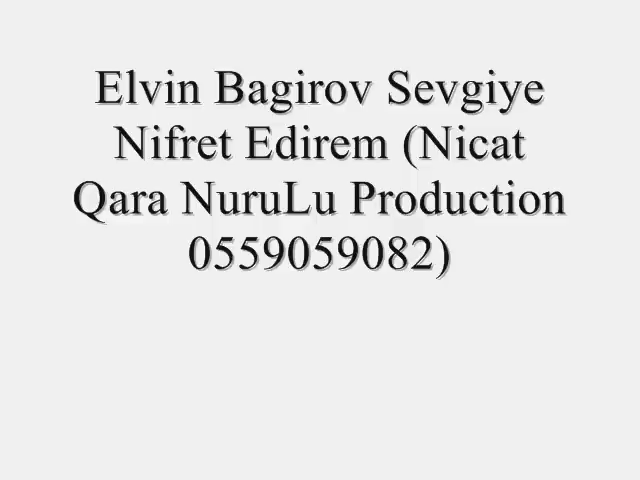 Elvin Bagirov Sevgiye
Nifret Edirem (Nicat
Qara NuruLu Production
0559059082)